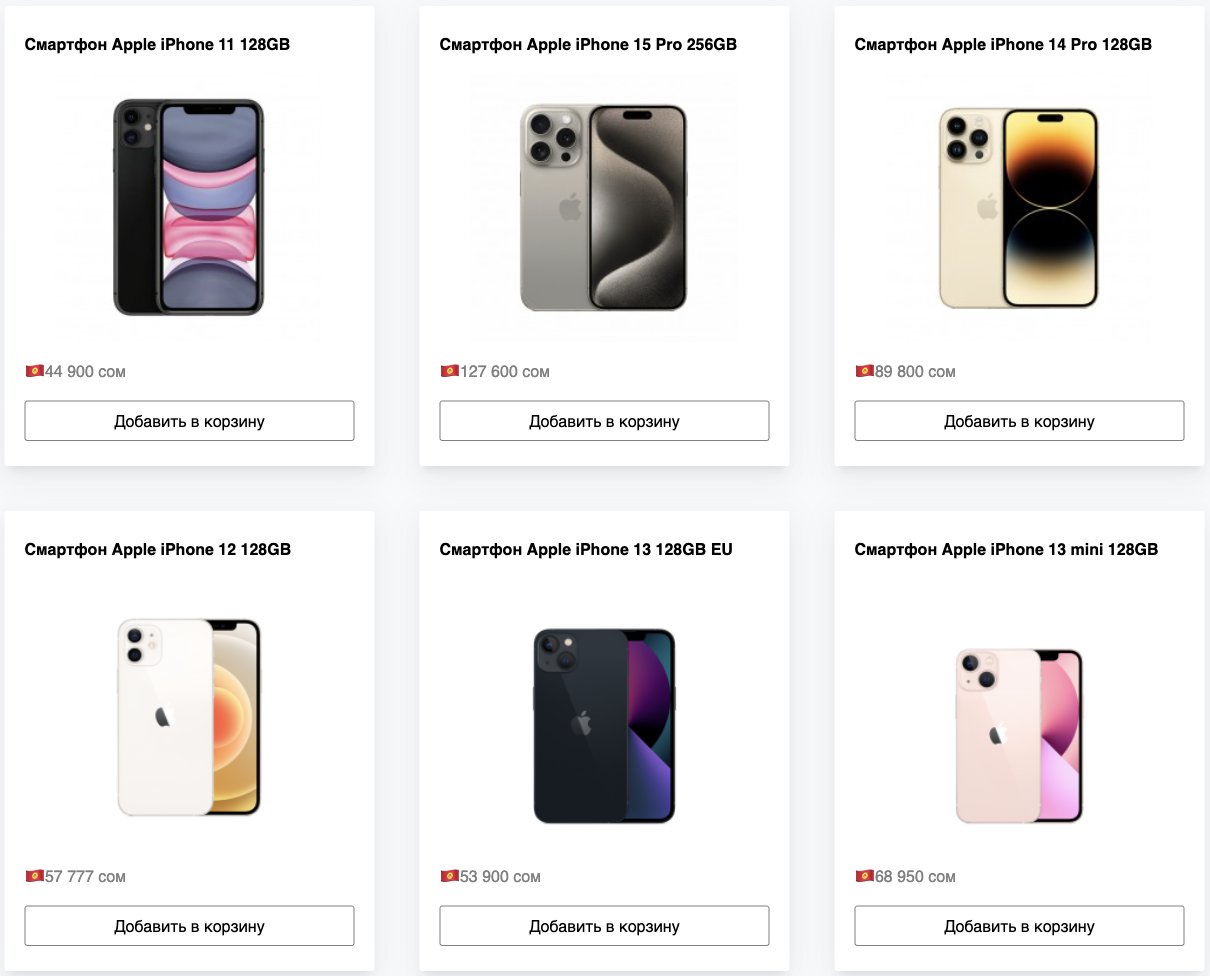 Смартфон Apple iPhone 11 128GB
Смартфон Apple iPhone 15 Pro 256GB
Смартфон Apple iPhone 14 Pro 128GB
44 900 сом
127 600 сом
89 800 сом
Добавить в корзину
Добавить в корзину
Добавить в корзину
Смартфон Apple iPhone 12 128GB
Смартфон Apple iPhone 13 128GB EU
Смартфон Apple iPhone 13 mini 128GB
57 777 сом
53 900 сом
68 950 сом
Добавить в корзину
Добавить в корзину
Добавить в корзину